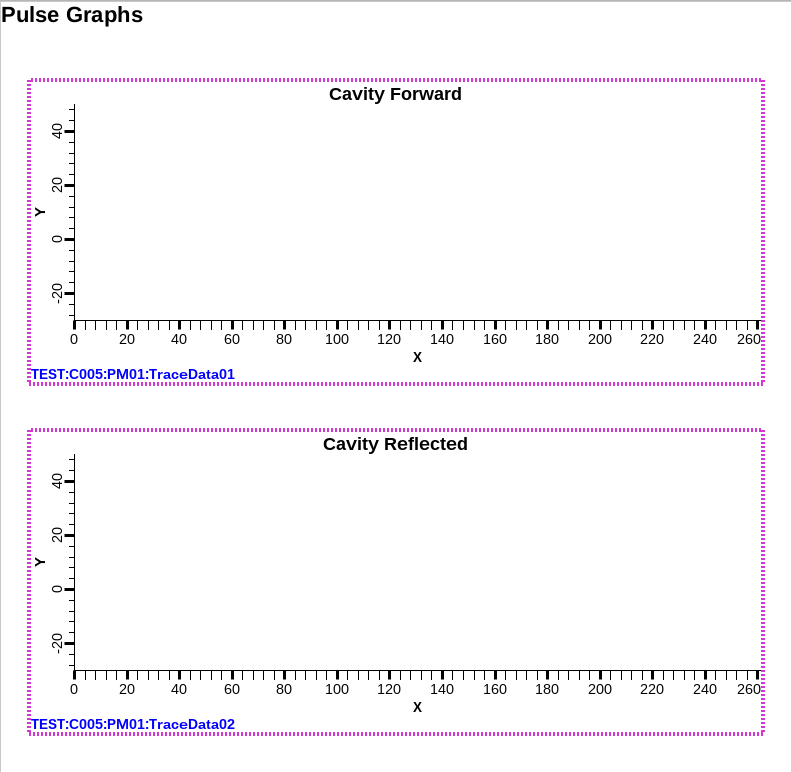 Pulse Graphs
Cavity Forward
40
20
Y
0
-20
0 20 40 60 80 100 120 140 160 180 200 220 240 260
X
TEST:C005:PM01:TraceData01
Cavity Reflected
40
20
Y
0
-20
0 20 40 60 80 100 120 140 160 180 200 220 240 260
X
TEST:C005:PM01:TraceData02